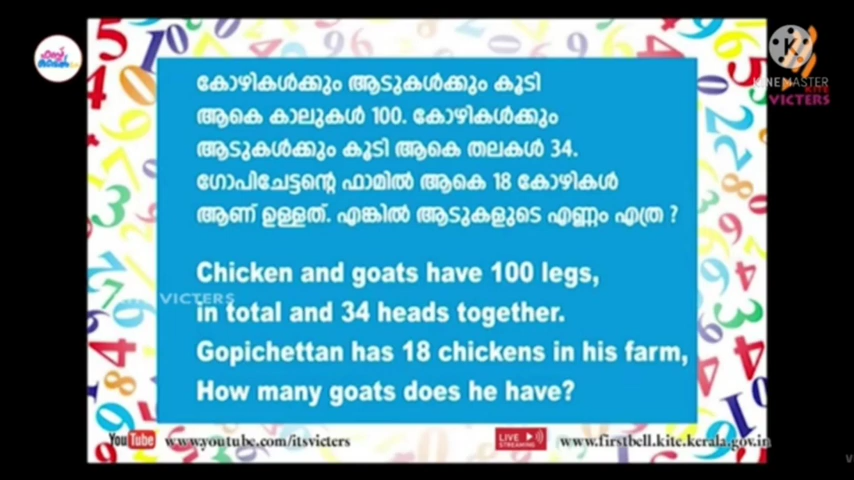 KINEMASTER
KITE
VICTERS
കോഴികൾക്കും ആടുകൾക്കും കൂടി
ആകെ കാലുകൾ 100. കോഴികൾക്കും
ആടുകൾക്കും കൂടി ആകെ തലകൾ 34.
ഗോപിചേട്ടന്റെ ഫാമിൽ ആകെ 18 കോഴികൾ
ആണ് ഉള്ളത്. എങ്കിൽ ആടുകളുടെ എണ്ണം എത്ര ?
Chicken and goats have 100 legs,
VICTERS
in total and 34 heads together.
Gopichettan has 18 chickens in his farm,
How many goats does he have?
YouTube www.youtube.com/itsvicters
LIVE STREAMING www.firstbell.kite.kerala.gov.in